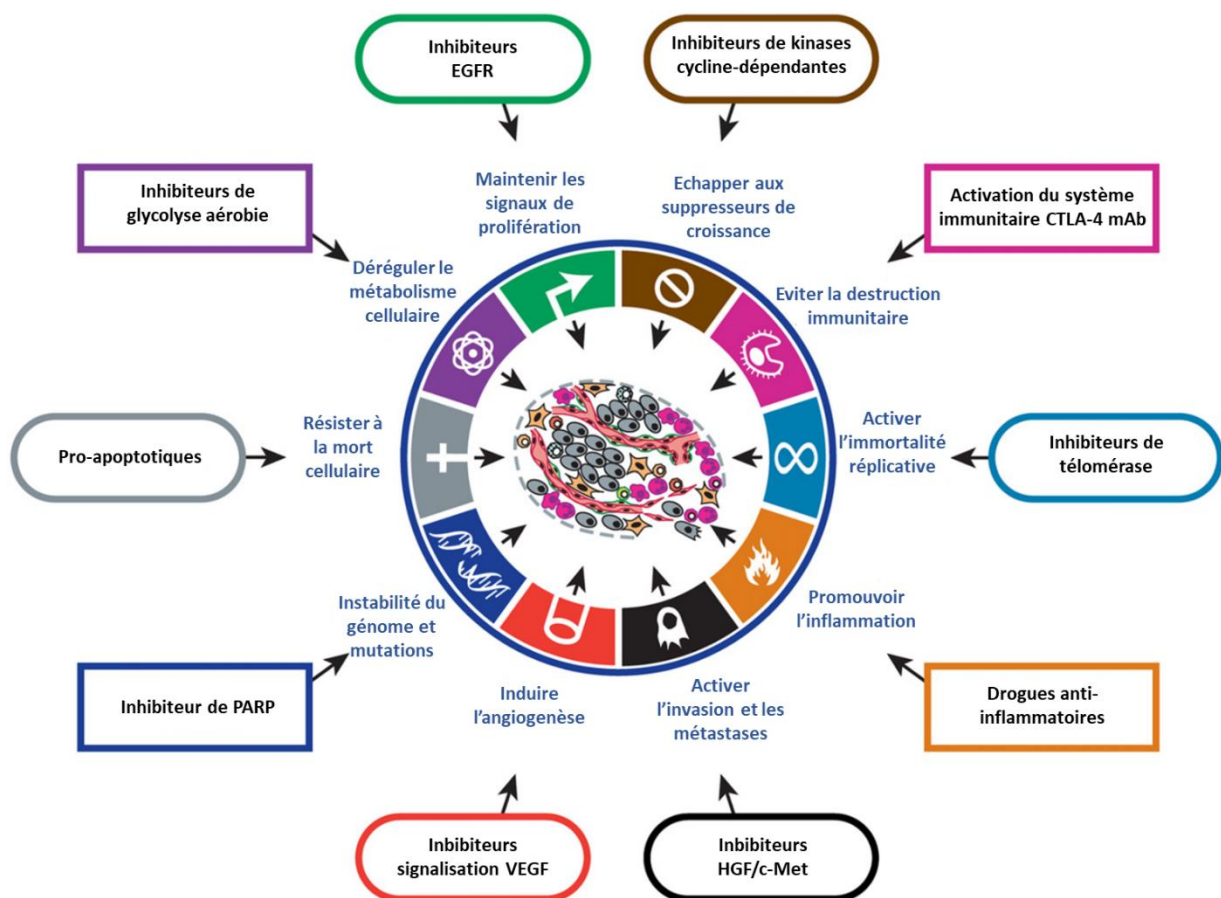 Inhibiteurs
EGFR
Inhibiteurs de kinases
cycline-dépendantes
Inhibiteurs de
glycolyse aérobie
Maintenir les
signaux de
prolifération
Echapper aux
suppresseurs de
croissance
Activation du système
immunitaire CTLA-4 mAb
Déréguler le
métabolisme
cellulaire
Eviter la destruction
immunitaire
Pro-apoptotiques
Résister à
la mort
cellulaire
Activer
l'immortalité
réplicative
Inhibiteurs de
télomérase
Instabilité du
génome et
mutations
Promouvoir
l'inflammation
Inhibiteur de PARP
Induire
l'angiogenèse
Activer
l'invasion et les
métastases
Drogues anti-
inflammatoires
Inbibiteurs
signalisation VEGF
Inbibiteurs
HGF/c-Met